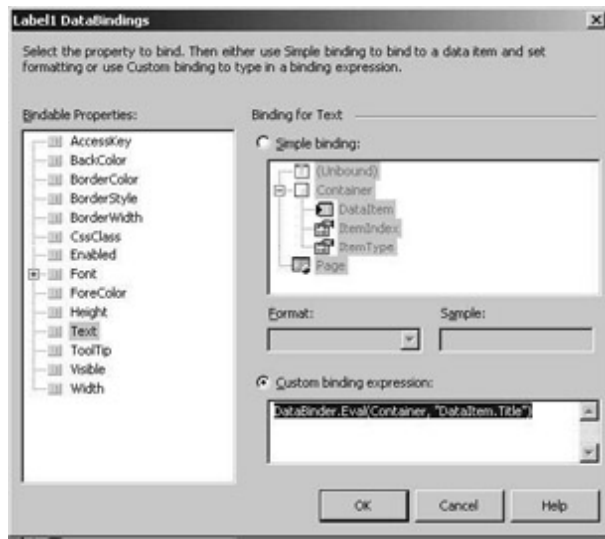 Label1 DataBindings
Select the property to bind. Then either use Simple binding to bind to a data item and set
formatting or use Custom binding to type in a binding expression.
Bindable Properties:
AccessKey
BackColor
BorderColor
BorderStyle
BorderWidth
CssClass
Enabled
Font
ForeColor
Height
Text
ToolTip
Visible
Width
Binding for Text
Simple binding:
(Unbound)
Container
DataItem
ItemIndex
ItemType
Page
Format:
Sample:
Custom binding expression:
DataBinder.Eval(Container, "DataItem.Title")
OK
Cancel
Help